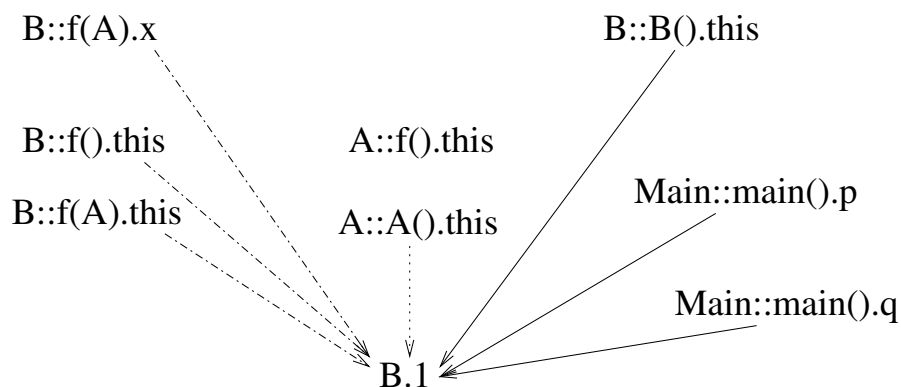 B::f(A).x
B::B().this
B::f().this
A::f().this
B::f(A).this
A::A().this
Main::main().p
Main::main().q
B.1